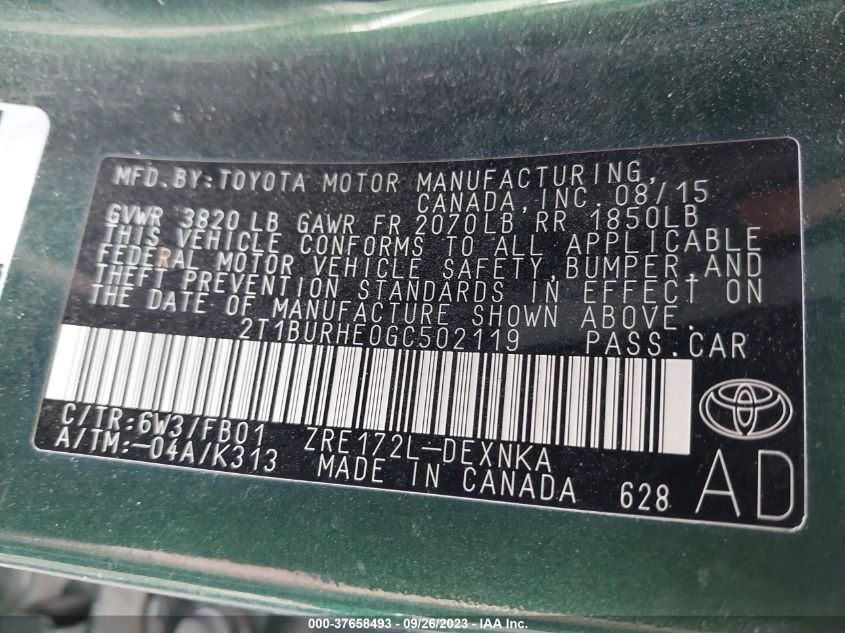 MFD.BY:TOYOTA MOTOR MANUFACTURING,
CANADA,INC. 08/15
GVWR 3820 LB GAWR FR 2070LB RR 1850LB
THIS VEHICLE CONFORMS TO ALL APPLICABLE
FEDERAL MOTOR VEHICLE SAFETY,BUMPER,AND
THEFT PREVENTION STANDARDS IN EFFECT ON
THE DATE OF MANUFACTURE SHOWN ABOVE.
2T1BURHE0GC502119 PASS.CAR
C/TR:6W3/FB01 ZRE172L-DEXNKA
A/TM:-04A/K313 MADE IN CANADA 628
AD
000-37658493 - 09/26/2023 - Copyright IAA, Inc.